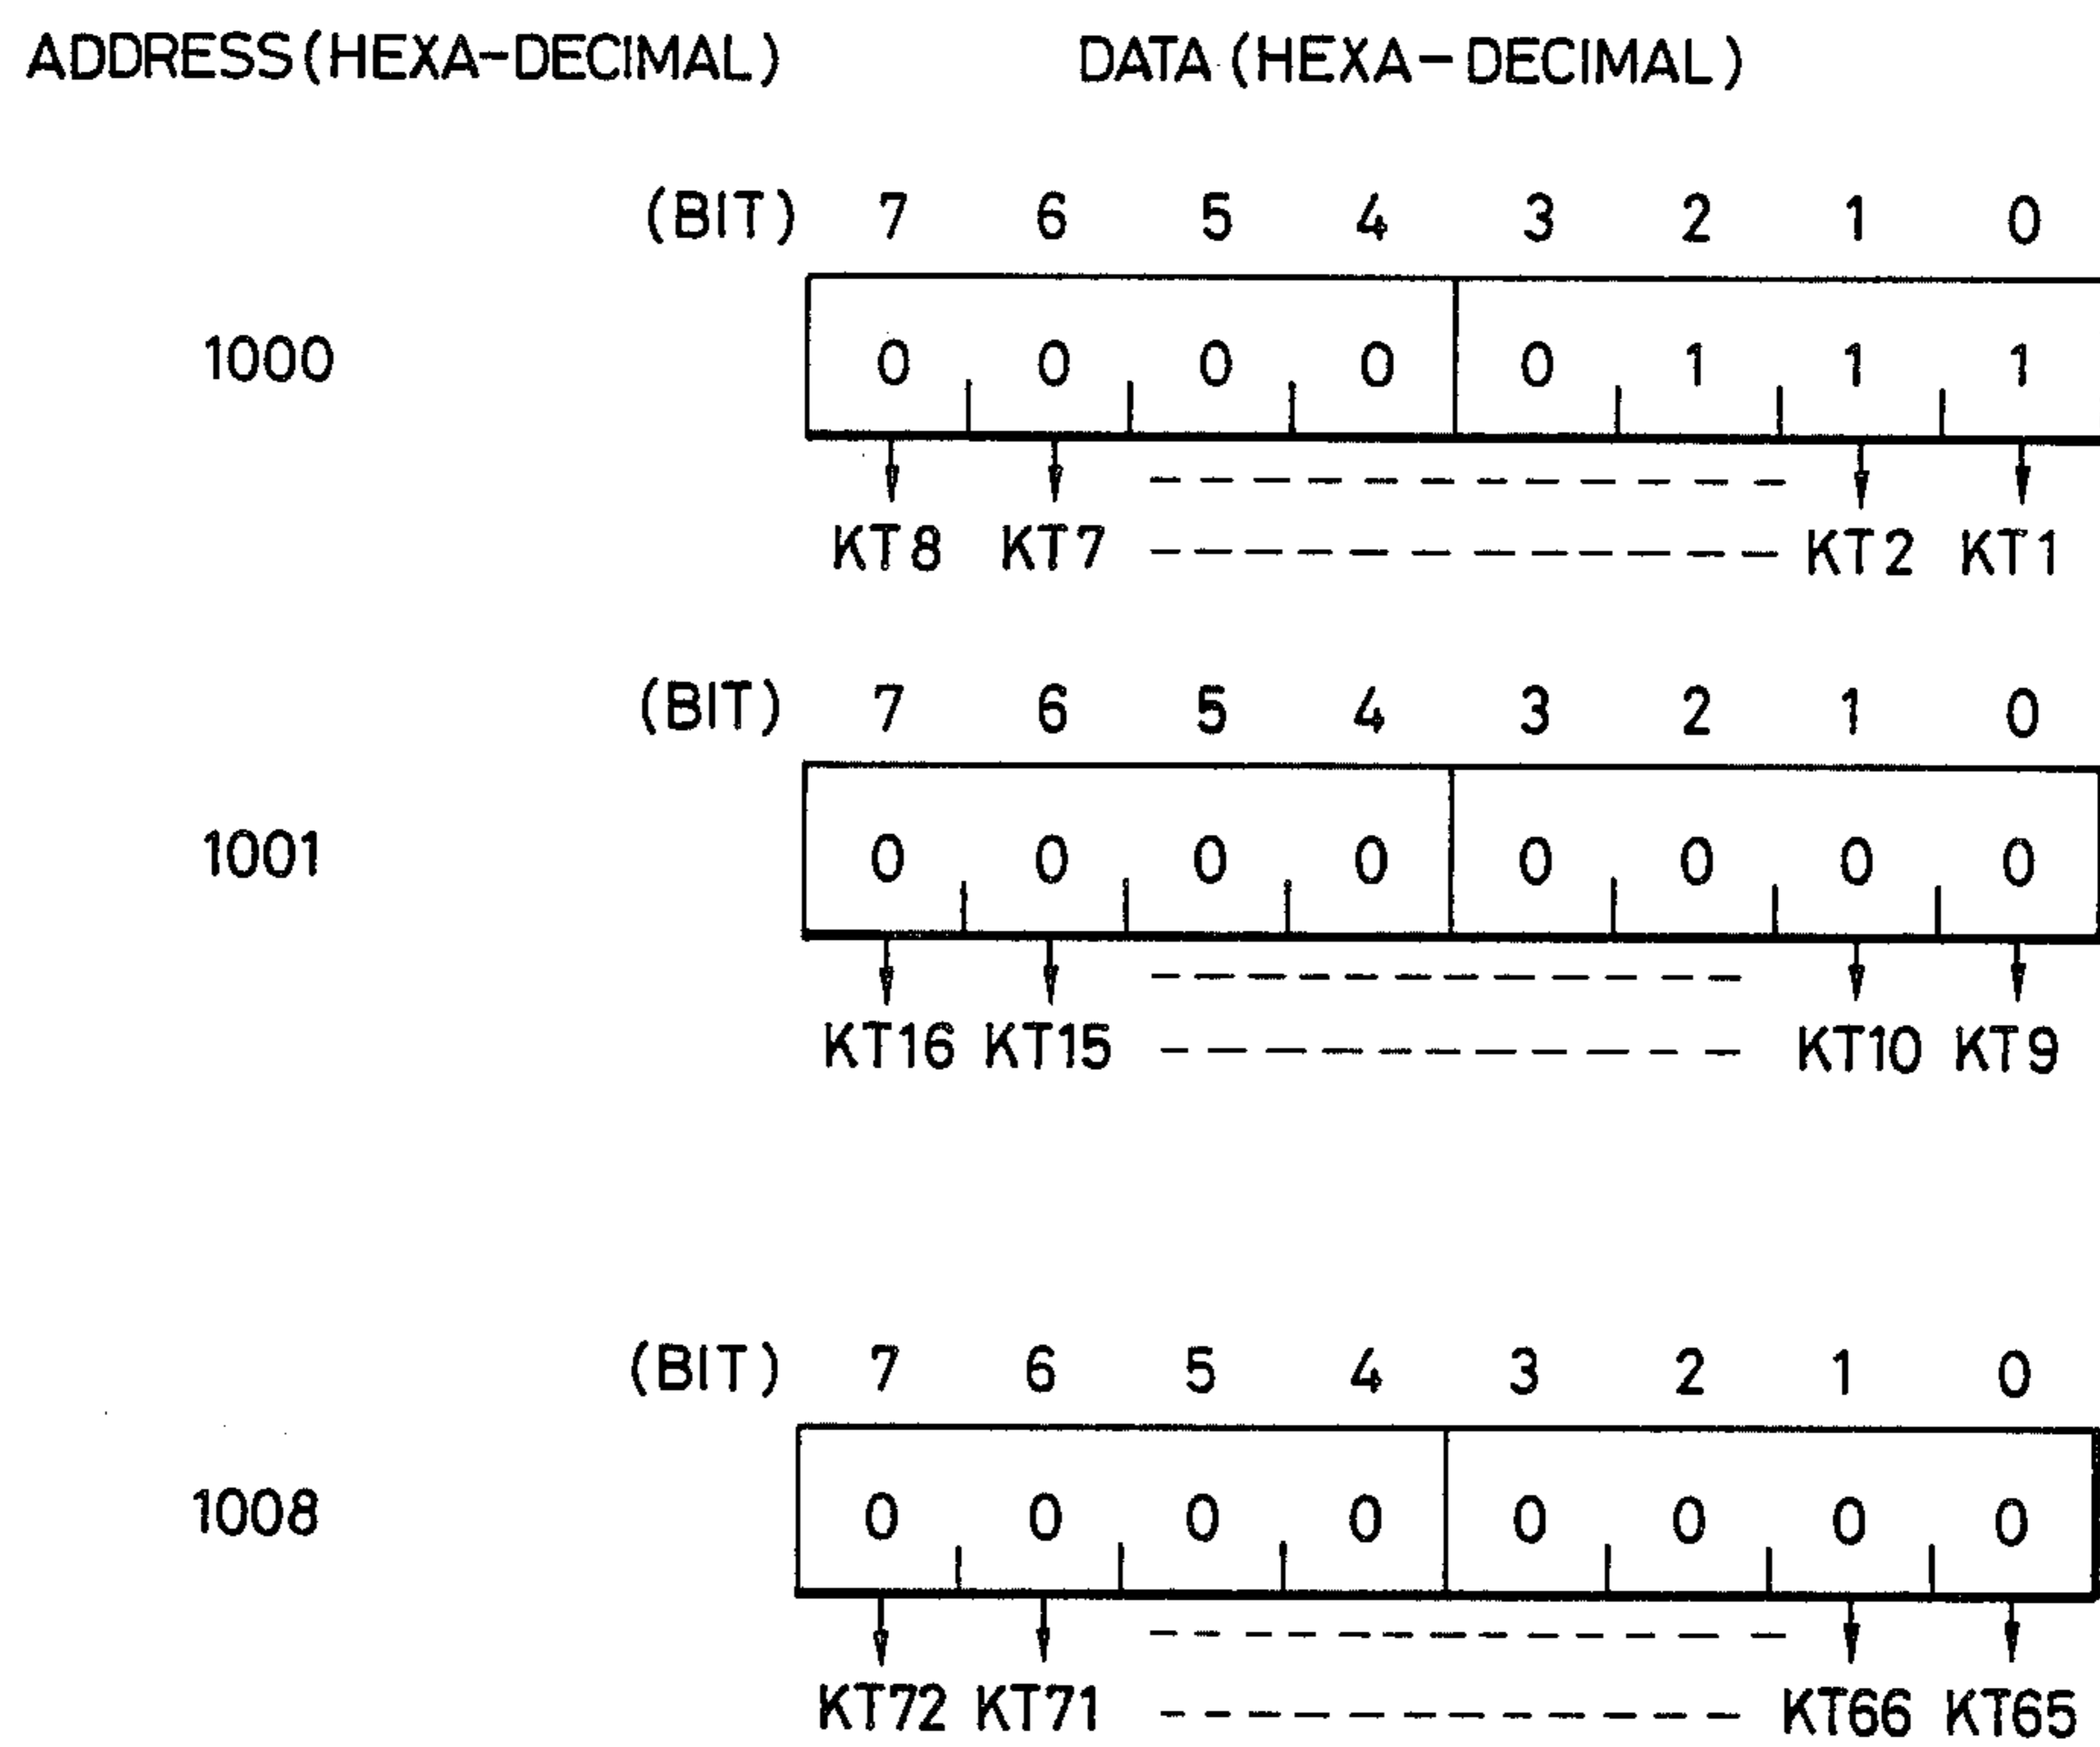 ADDRESS (HEXA-DECIMAL) DATA (HEXA-DECIMAL)
(BIT) 7 6 5 4 3 2 1 0
1000 0 0 0 0 0 1 1 1
KT8 KT7 KT2 KT1
(BIT) 7 6 5 4 3 2 1 0
1001 0 0 0 0 0 0 0 0
KT16 KT15 KT10 KT9
(BIT) 7 6 5 4 3 2 1 0
1008 0 0 0 0 0 0 0 0
KT72 KT71 KT66 KT65